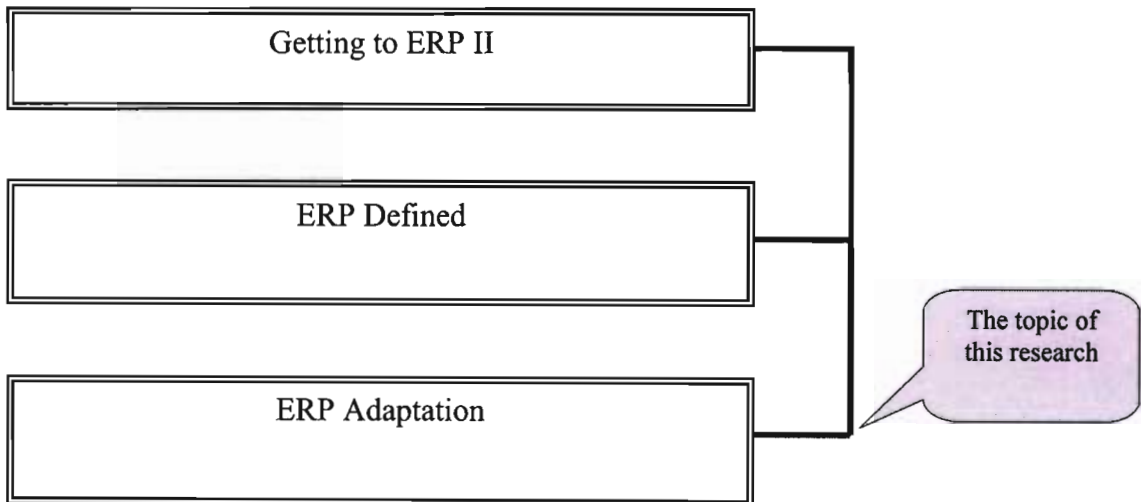 Getting to ERP II
ERP Defined
The topic of
this research
ERP Adaptation